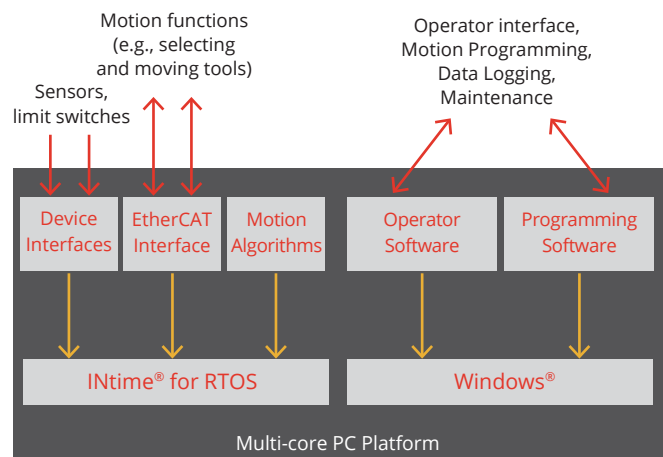 Motion functions
(e.g., selecting
and moving tools)
Operator interface,
Motion Programming,
Data Logging,
Maintenance
Sensors,
limit switches
Device
Interfaces
EtherCAT
Interface
Motion
Algorithms
Operator
Software
Programming
Software
INtime® for RTOS
Windows®
Multi-core PC Platform